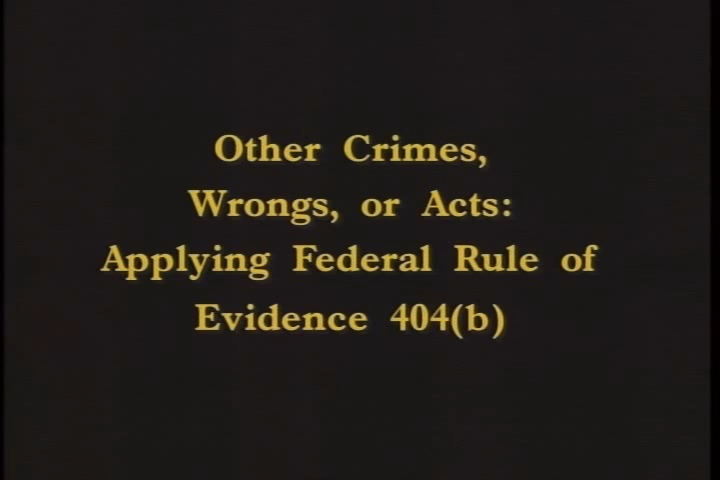 Other Crimes,
Wrongs, or Acts:
Applying Federal Rule of
Evidence 404(b)